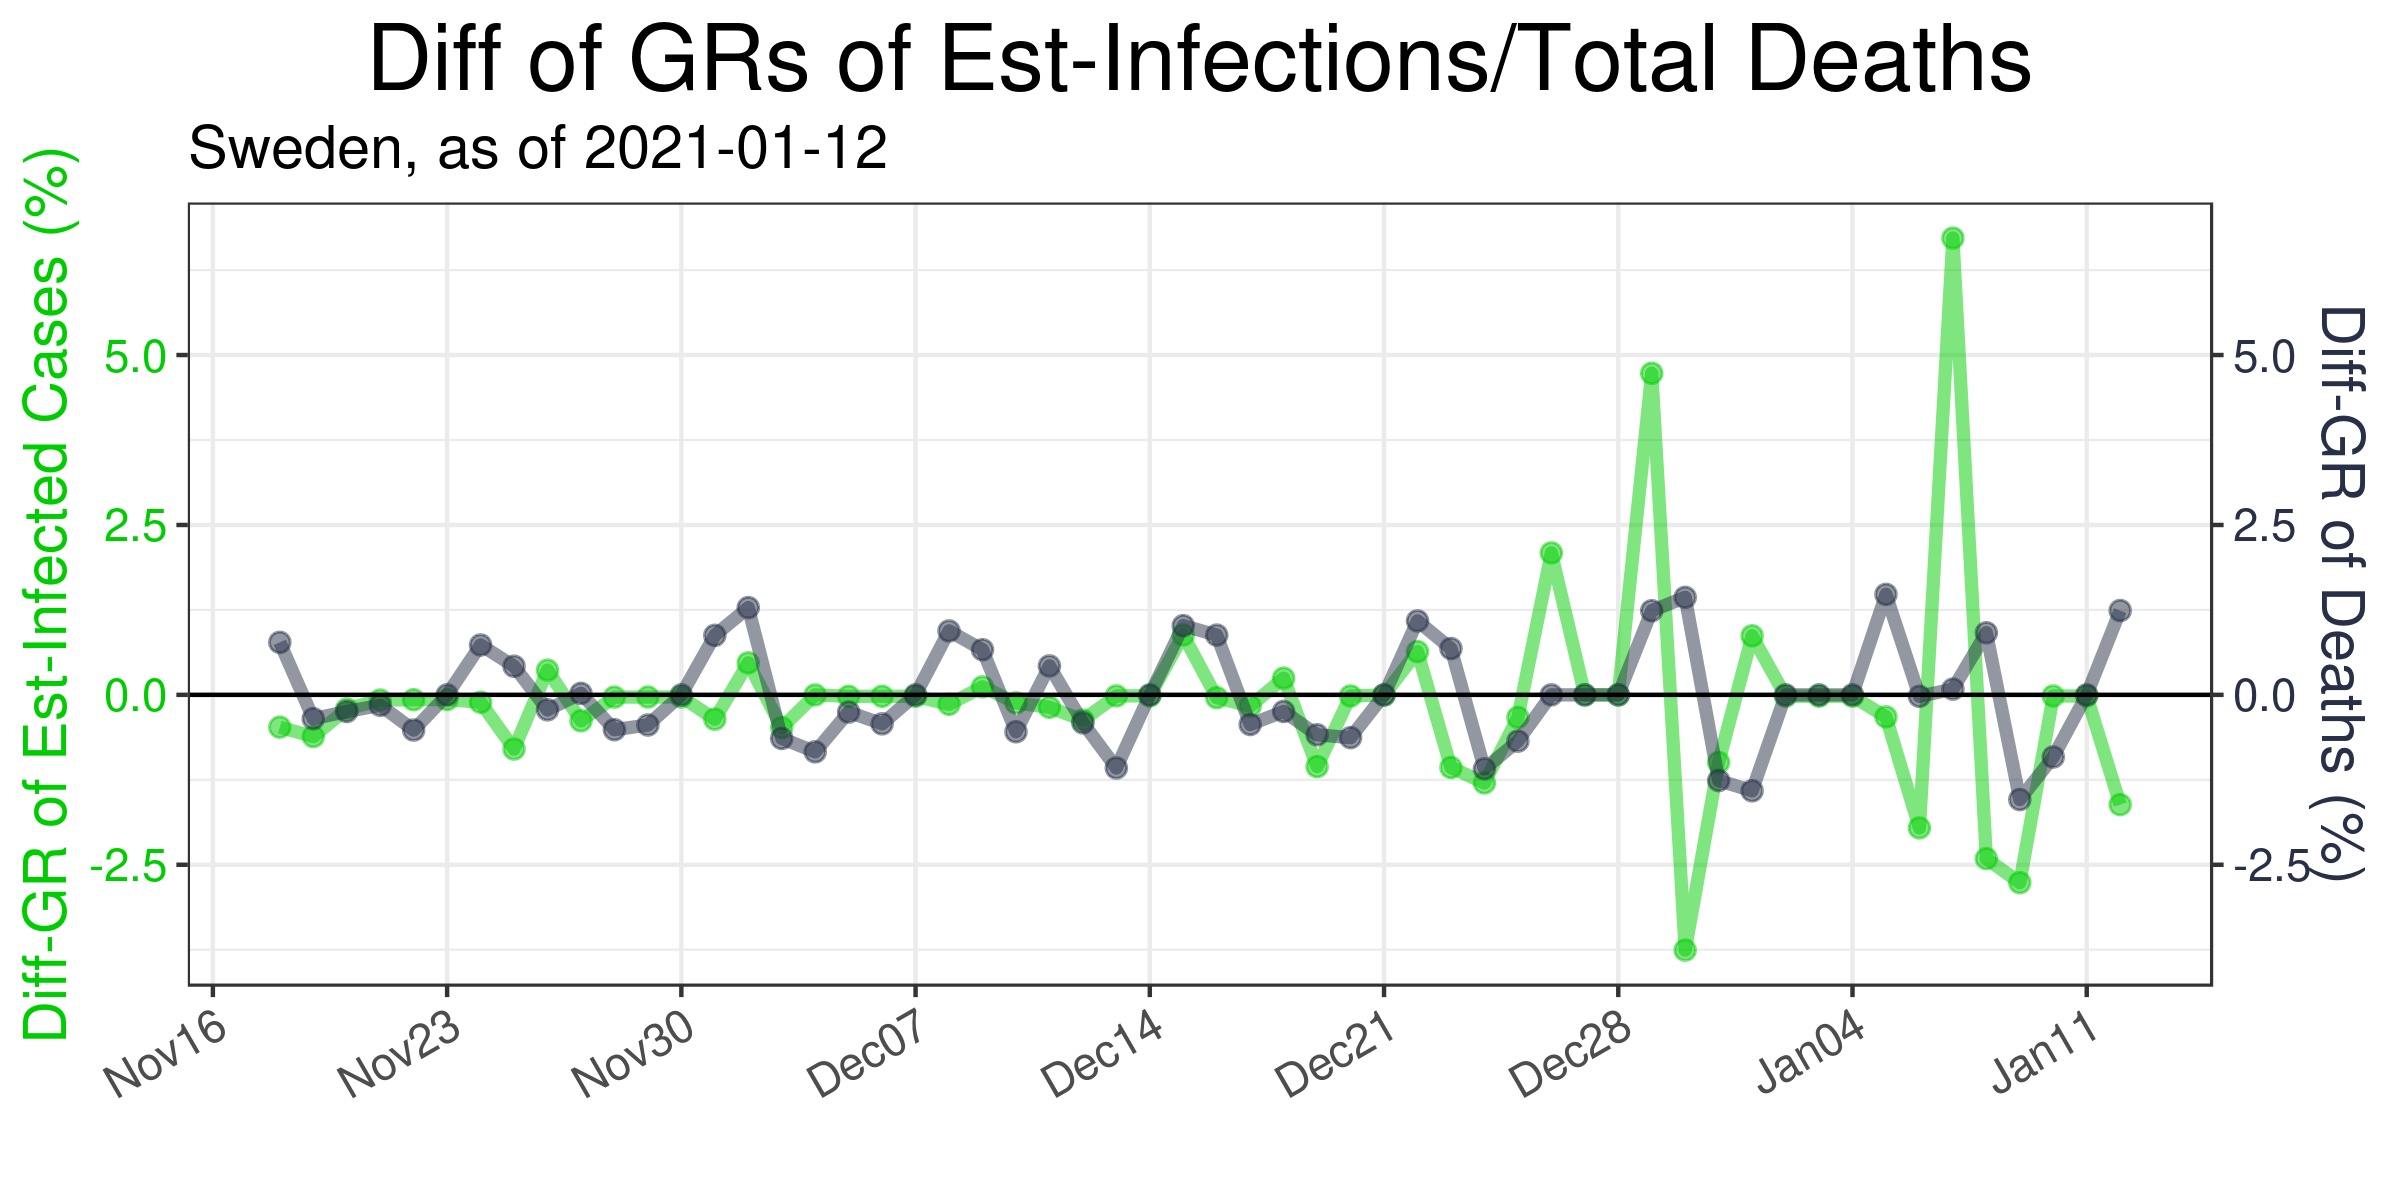 Diff of GRs of Est-Infections/Total Deaths
Sweden, as of 2021-01-12
Diff-GR of Est-Infected Cases (%)
5.0
2.5
0.0
-2.5
5.0
2.5
0.0
-2.5
Diff-GR of Deaths (%)
Nov16 Nov23 Nov30 Dec07 Dec14 Dec21 Dec28 Jan04 Jan11